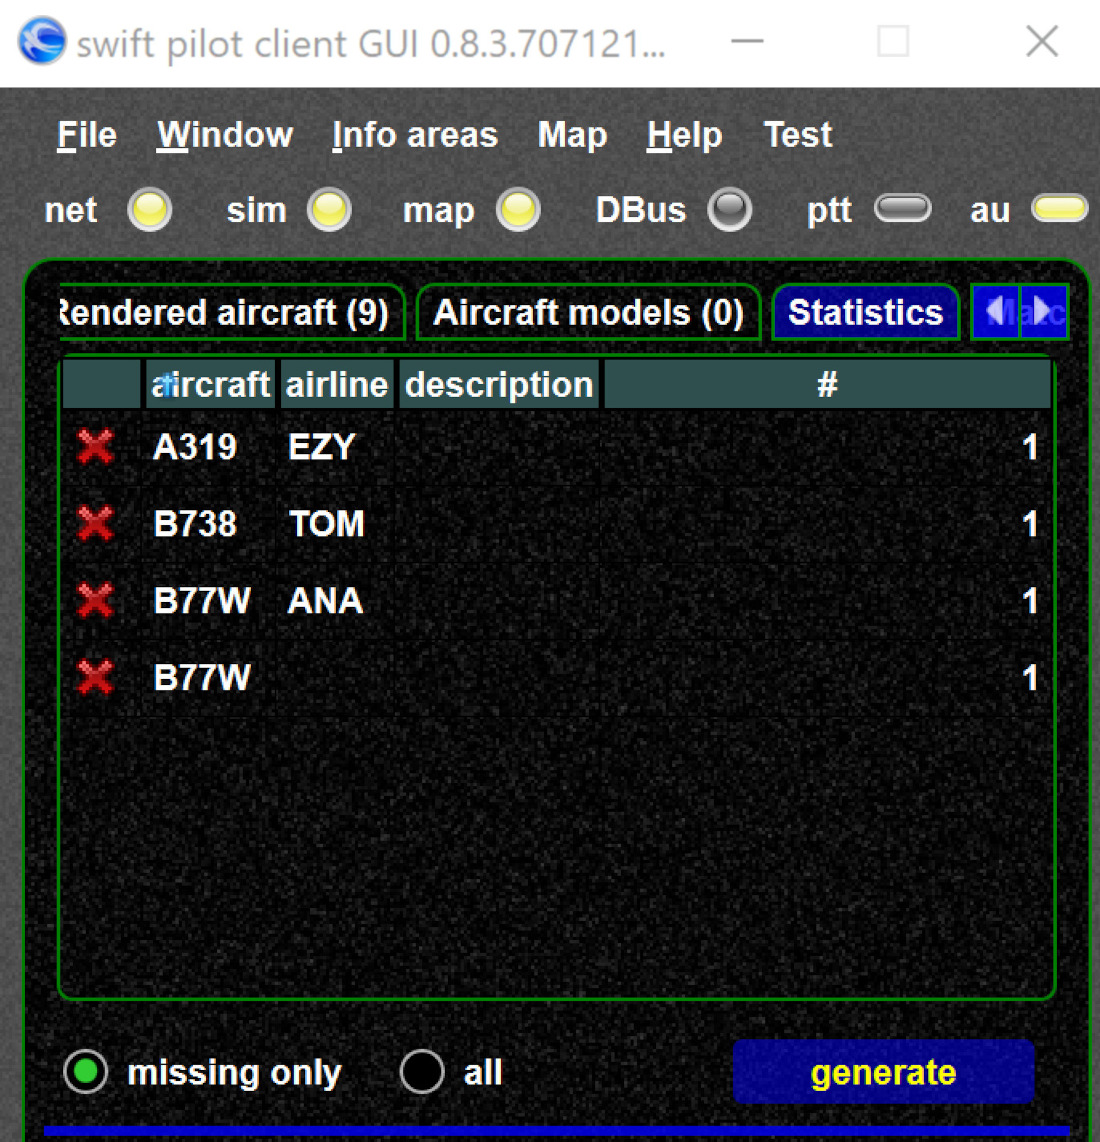 swift pilot client GUI 0.8.3.707121...
File Window Info areas Map Help Test
net sim map DBus ptt au
Rendered aircraft (9) Aircraft models (0) Statistics
aircraft airline description #
A319 EZY 1
B738 TOM 1
B77W ANA 1
B77W 1
missing only all generate